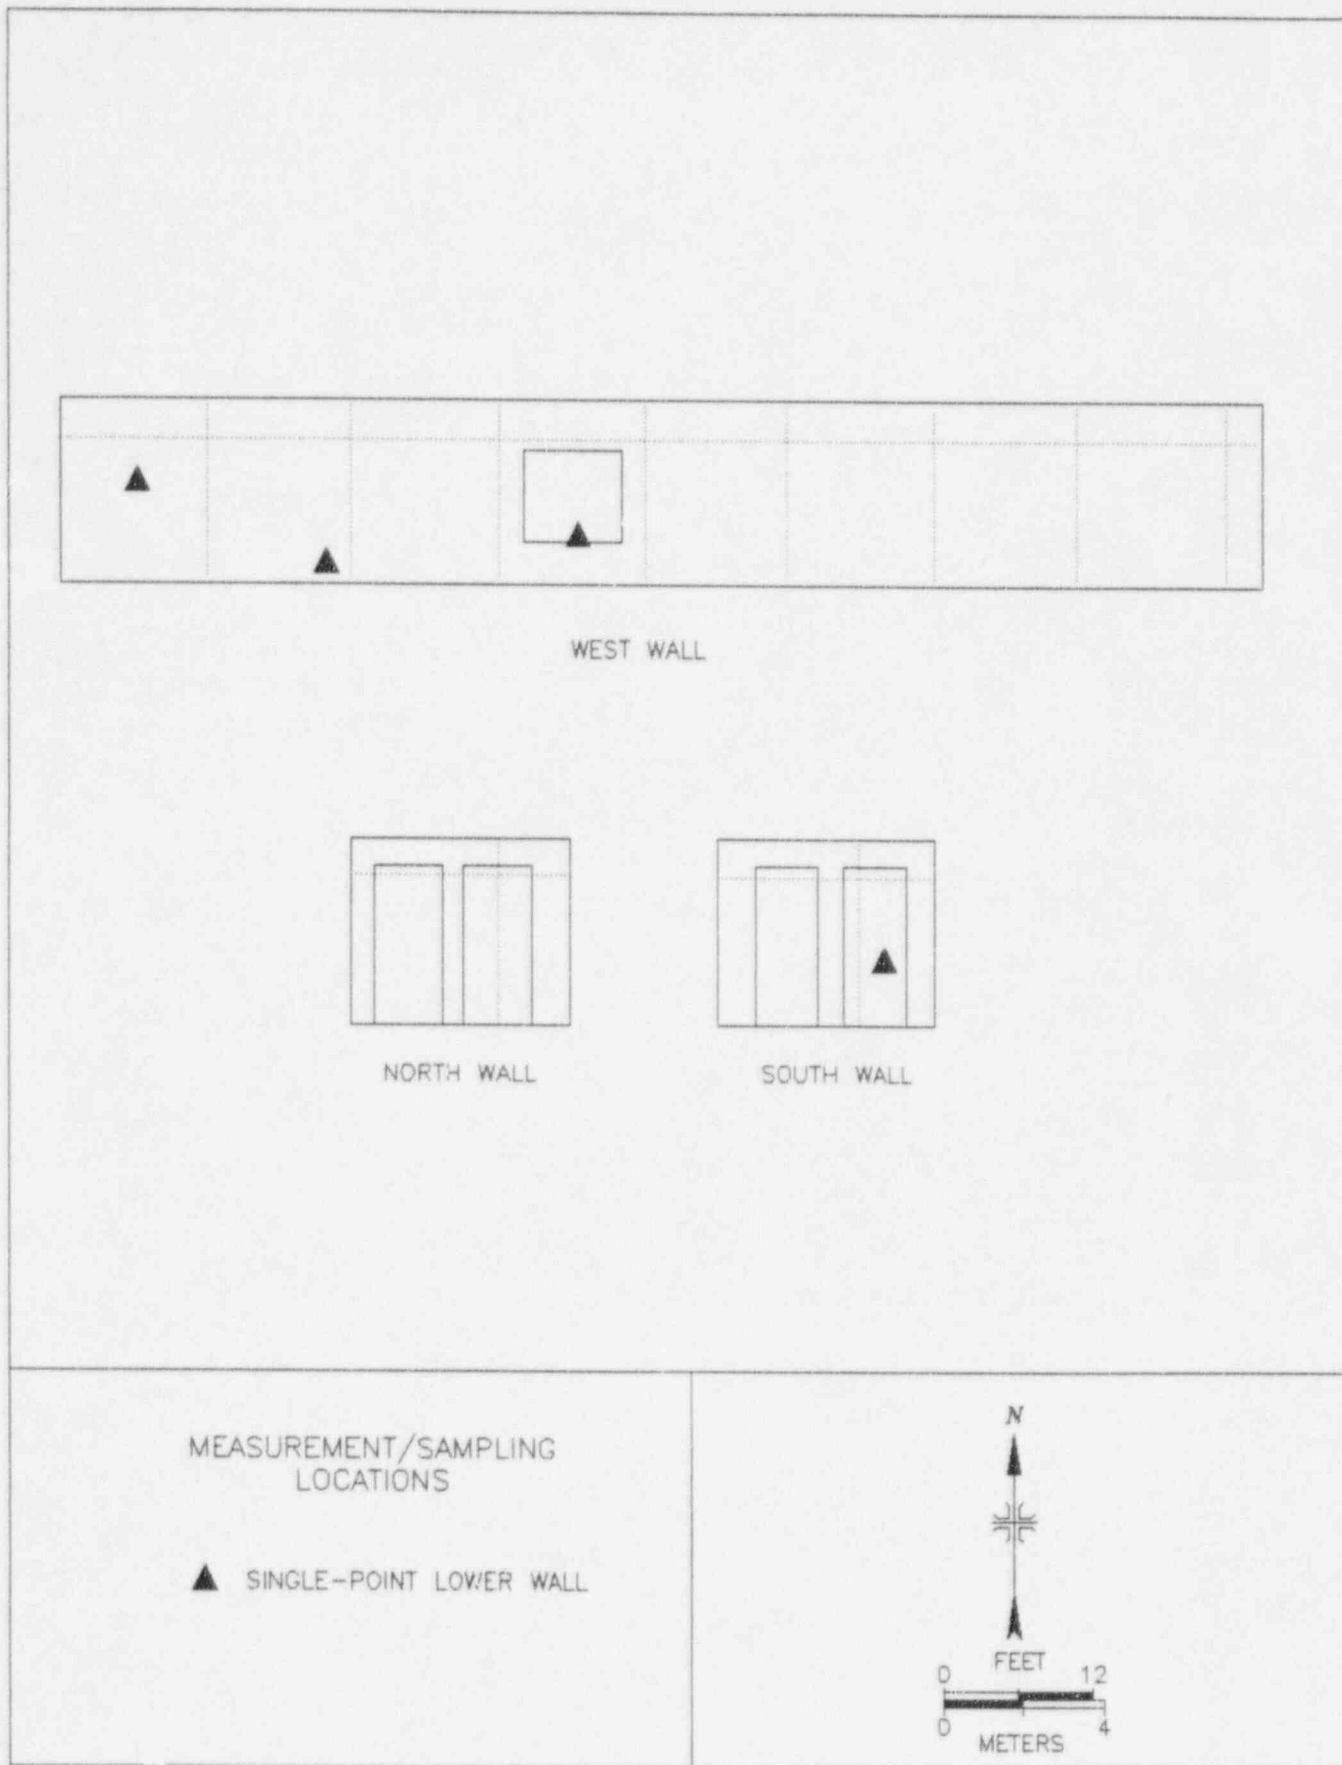 WEST WALL
NORTH WALL
SOUTH WALL
MEASUREMENT/SAMPLING
LOCATIONS
SINGLE-POINT LOWER WALL
N
FEET
0 12
0 4
METERS